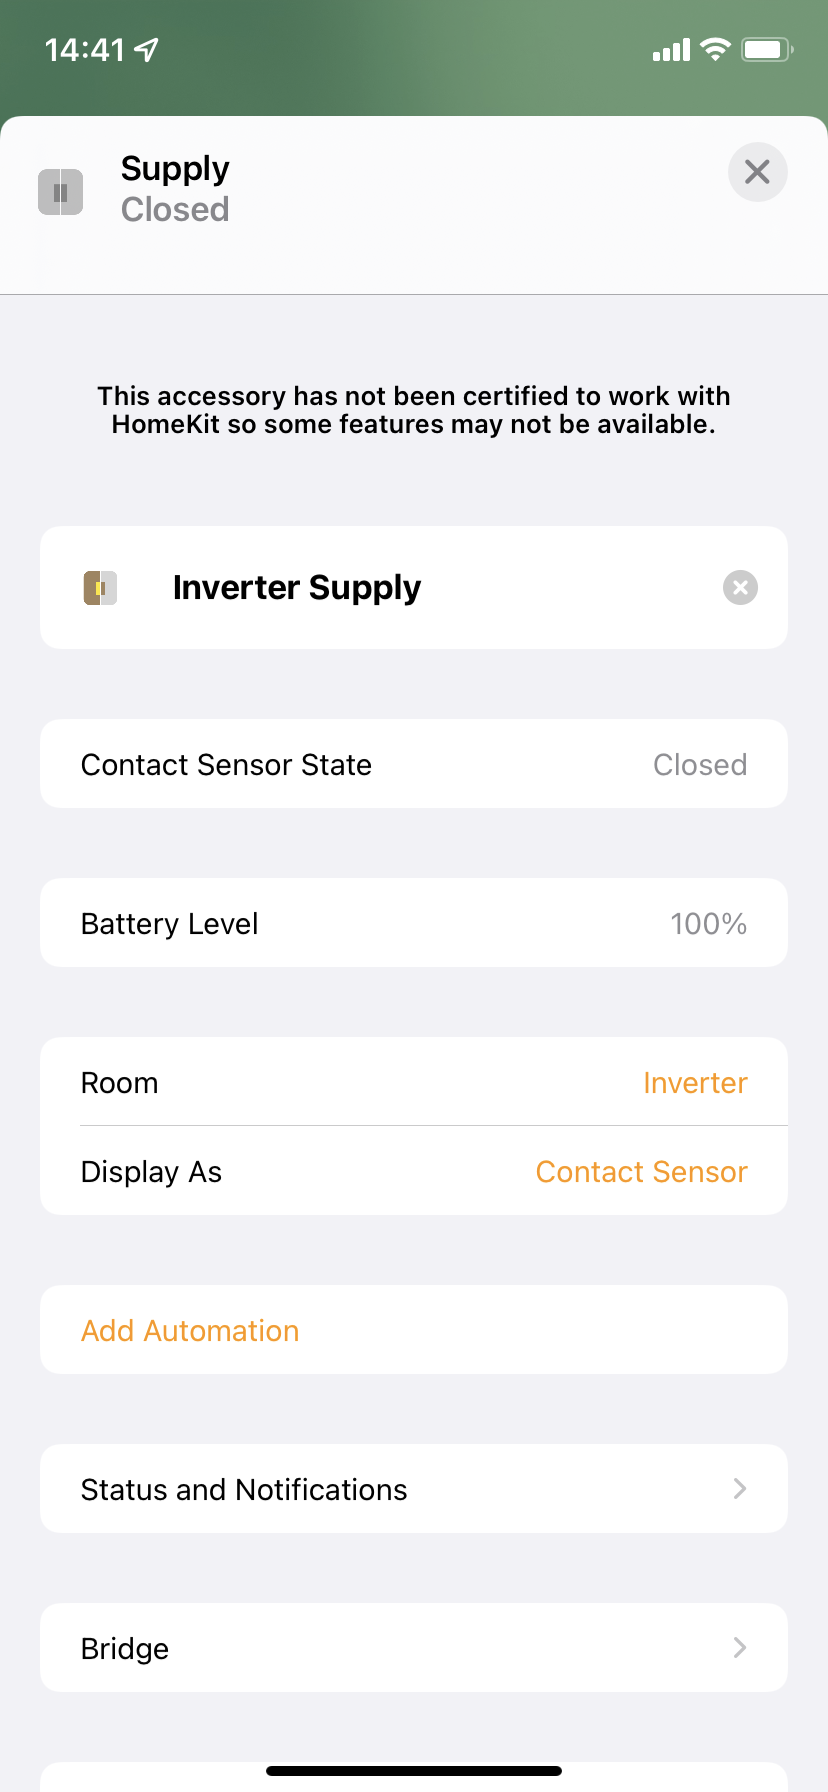 14:41
Supply
Closed
This accessory has not been certified to work with
HomeKit so some features may not be available.
Inverter Supply
Contact Sensor State Closed
Battery Level 100%
Room Inverter
Display As Contact Sensor
Add Automation
Status and Notifications
Bridge